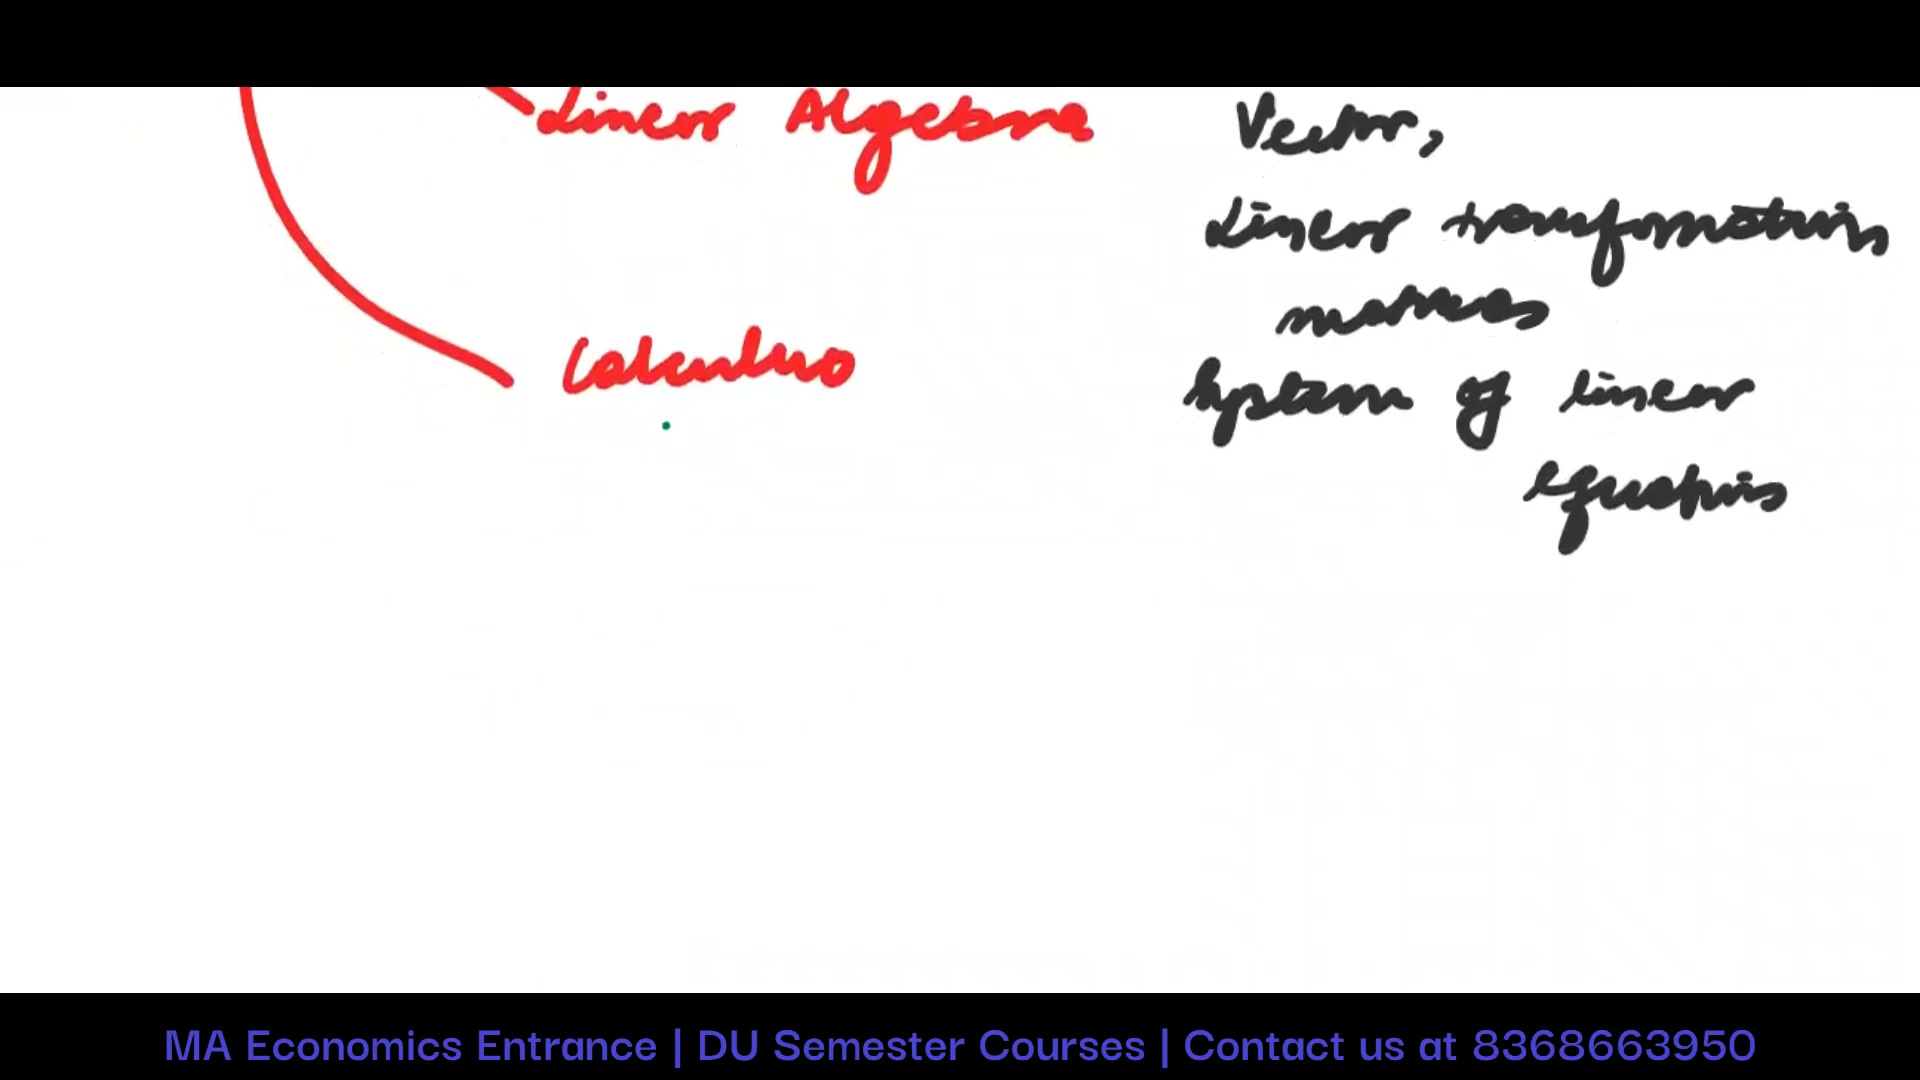 Linear Algebra
Vector,
Linear transformations
matrices
System of linear
equations
Calculus
MA Economics Entrance | DU Semester Courses | Contact us at 8368663950